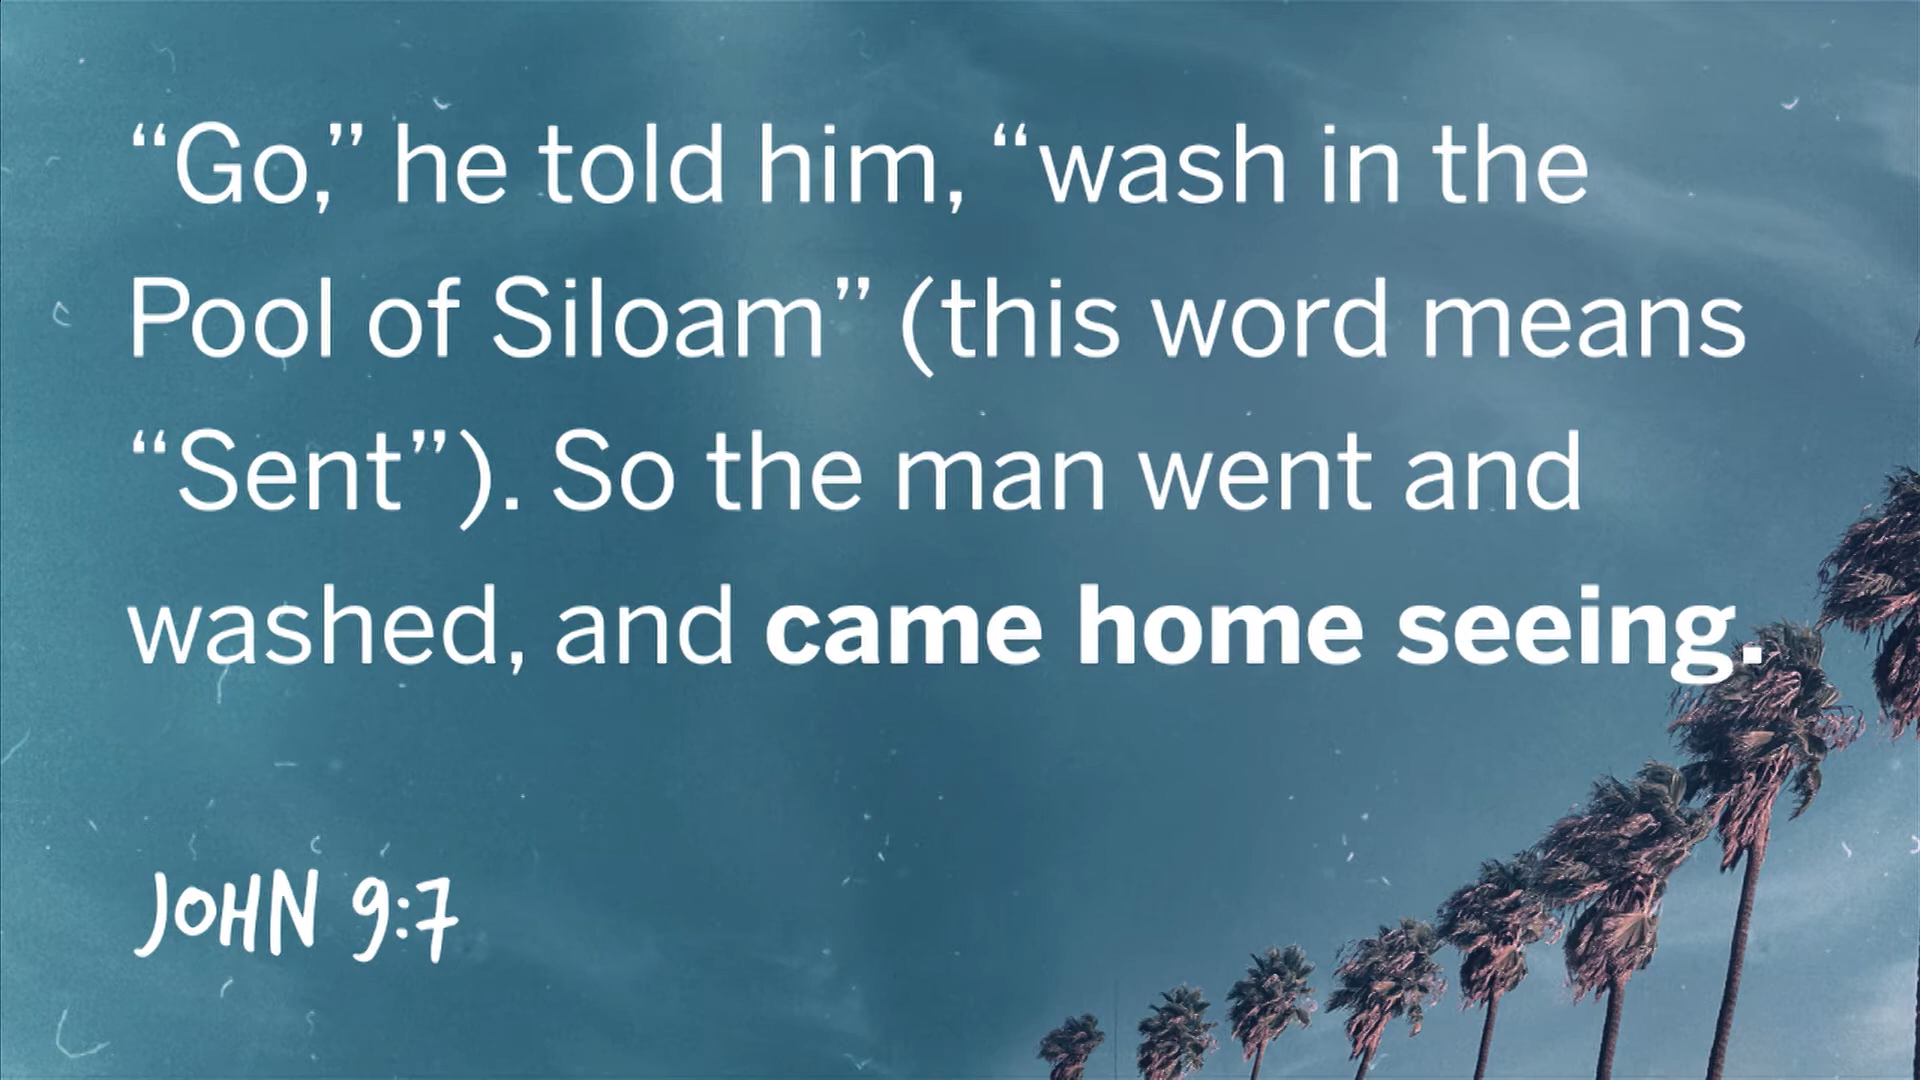 “Go,” he told him, “wash in the
Pool of Siloam” (this word means
“Sent”). So the man went and
washed, and came home seeing.
JOHN 9:7